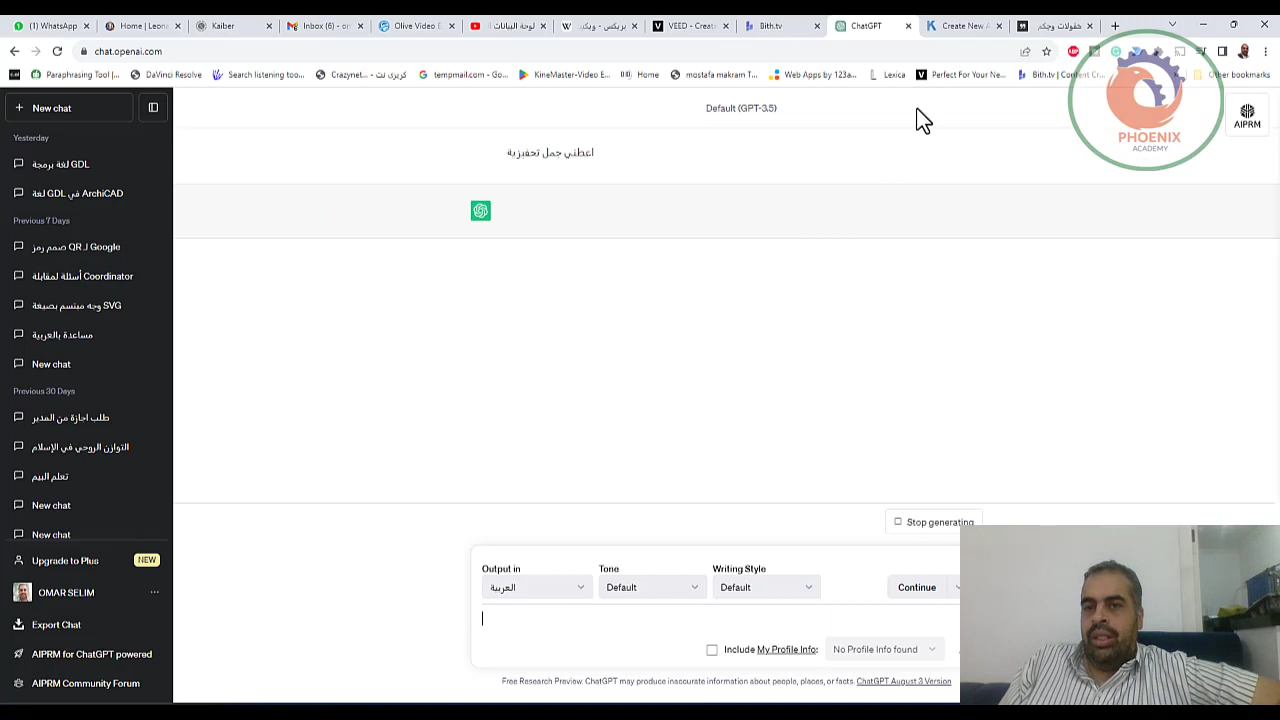 (1) WhatsApp
Home | Leona
Kaiber
Inbox (6) - on
Olive Video E
لوحة البيانات
بريكس - ويك
VEED - Create
Bith.tv
ChatGPT
Create New A
chat.openai.com
Paraphrasing Tool |...
DaVinci Resolve
Search listening too...
Crazynet... - كريزى نت
tempmail.com - Go...
KineMaster-Video E...
Home
mostafa makram T...
Web Apps by 123a...
Lexica
Perfect For Your Ne...
Bith.tv | Content Cr...
Other bookmarks
New chat
Default (GPT-3.5)
PHOENIX
ACADEMY
AIPRM
Yesterday
اعطني جمل تحفيزية
لغة برمجة GDL
لغة GDL في ArchiCAD
Previous 7 Days
صمم رمز QR لـ Google
أسئلة لمقابلة Coordinator
وجه مبتسم بصيغة SVG
مساعدة بالعربية
New chat
Previous 30 Days
طلب اجازة من المدير
التوازن الروحي في الإسلام
تعلم البيم
New chat
New chat
Stop generating
Upgrade to Plus
NEW
OMAR SELIM
Export Chat
AIPRM for ChatGPT powered
AIPRM Community Forum
Output in
Tone
Writing Style
العربية
Default
Default
Continue
Include My Profile Info:
No Profile Info found
Free Research Preview. ChatGPT may produce inaccurate information about people, places, or facts. ChatGPT August 3 Version